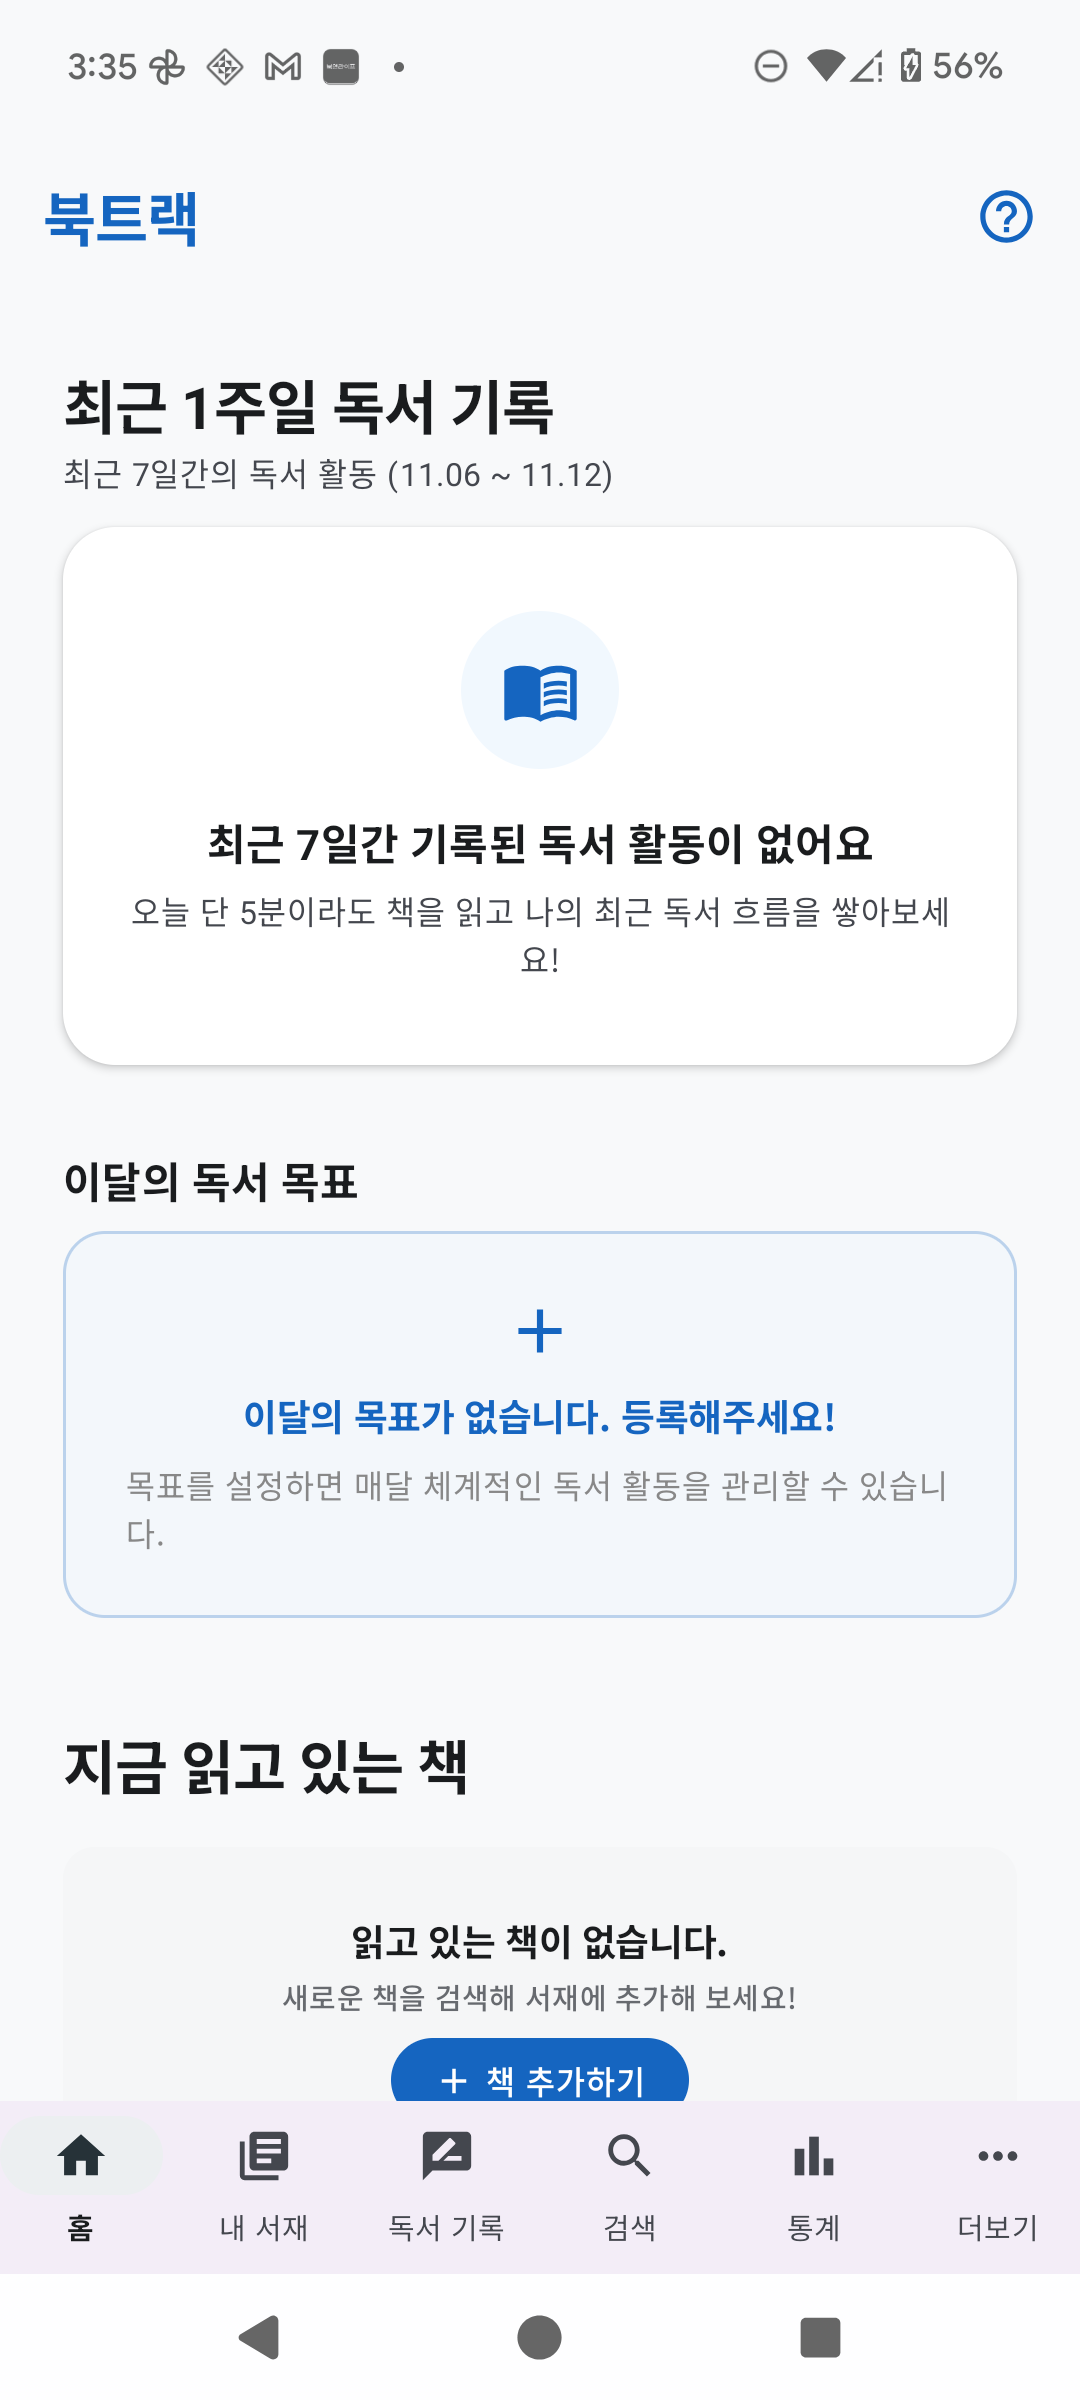 3:35
56%
북트랙
최근 1주일 독서 기록
최근 7일간의 독서 활동 (11.06 ~ 11.12)
최근 7일간 기록된 독서 활동이 없어요
오늘 단 5분이라도 책을 읽고 나의 최근 독서 흐름을 쌓아보세
요!
이달의 독서 목표
이달의 목표가 없습니다. 등록해주세요!
목표를 설정하면 매달 체계적인 독서 활동을 관리할 수 있습니
다.
지금 읽고 있는 책
읽고 있는 책이 없습니다.
새로운 책을 검색해 서재에 추가해 보세요!
+ 책 추가하기
홈
내 서재
독서 기록
검색
통계
더보기